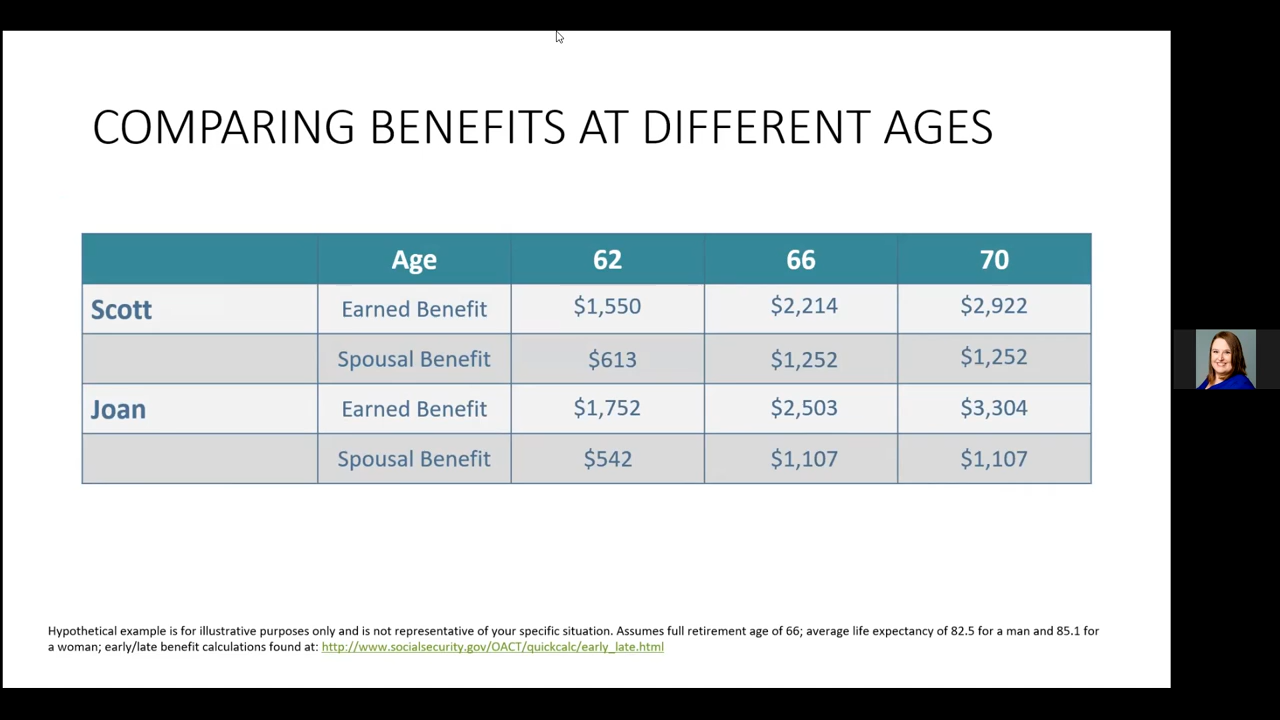 COMPARING BENEFITS AT DIFFERENT AGES
Age 62 66 70
Scott Earned Benefit $1,550 $2,214 $2,922
Spousal Benefit $613 $1,252 $1,252
Joan Earned Benefit $1,752 $2,503 $3,304
Spousal Benefit $542 $1,107 $1,107
Hypothetical example is for illustrative purposes only and is not representative of your specific situation. Assumes full retirement age of 66; average life expectancy of 82.5 for a man and 85.1 for
a woman; early/late benefit calculations found at: http://www.socialsecurity.gov/OACT/quickcalc/early_late.html